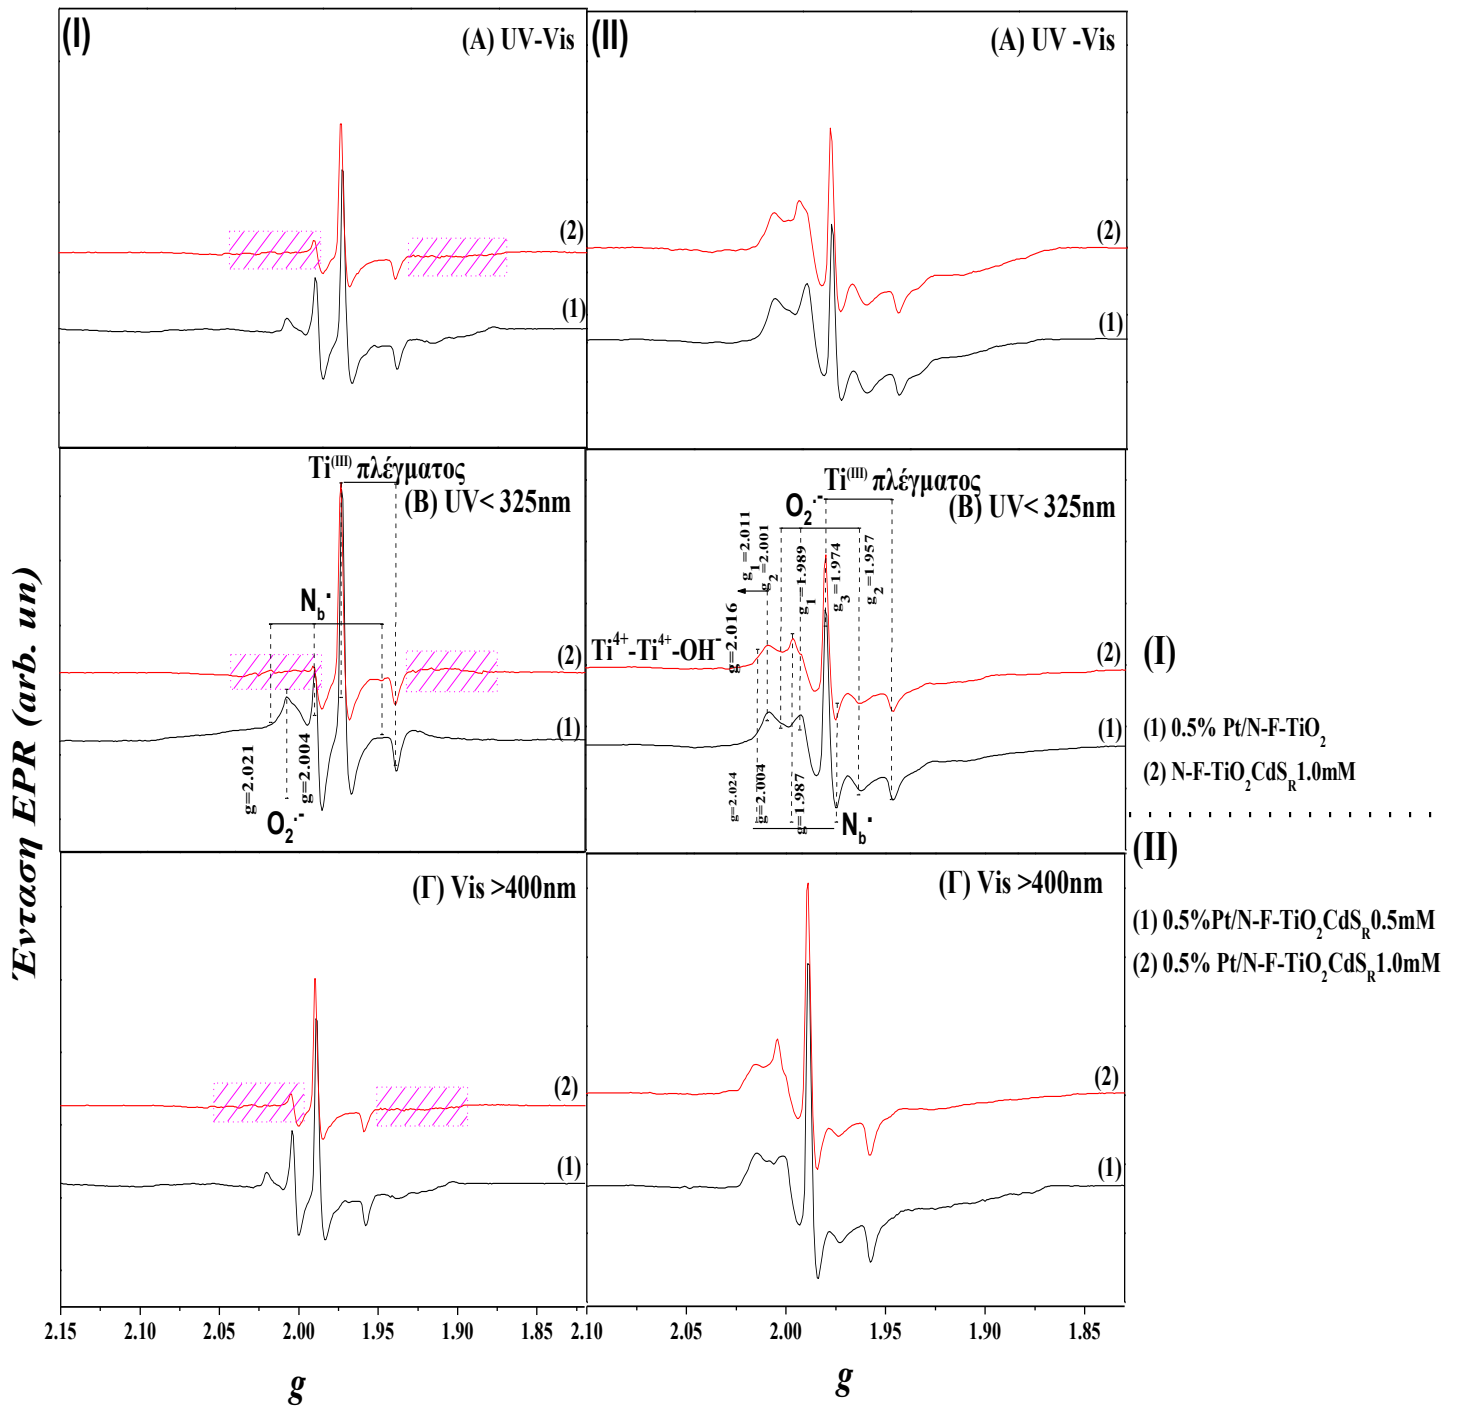 Ένταση EPR (arb. un)
(I)
(A) UV-Vis
(2)
(1)
(II)
(A) UV -Vis
(2)
(1)
Ti(III) πλέγματος
(B) UV< 325nm
Nb·
(2)
(1)
g=2.021
g=2.004
O2·-
Ti(III) πλέγματος
(B) UV< 325nm
O2·-
g1=2.011
g2=2.001
g1=1.989
g3=1.974
g2=1.957
g=2.016
Ti4+-Ti4+-OH-
(2)
(1)
g=2.024
g=2.004
g=1.987
Nb·
(Γ) Vis >400nm
(2)
(1)
(Γ) Vis >400nm
(2)
(1)
2.15 2.10 2.05 2.00 1.95 1.90 1.85 2.10 2.05 2.00 1.95 1.90 1.85
g
g
(I)
(1) 0.5% Pt/N-F-TiO2
(2) N-F-TiO2CdSR1.0mM
(II)
(1) 0.5%Pt/N-F-TiO2CdSR0.5mM
(2) 0.5% Pt/N-F-TiO2CdSR1.0mM